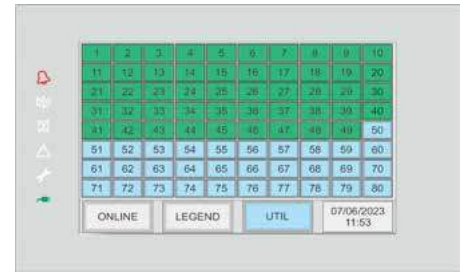 1 2 3 4 5 6 7 8 9 10
11 12 13 14 15 16 17 18 19 20
21 22 23 24 25 26 27 28 29 30
31 32 33 34 35 36 37 38 39 40
41 42 43 44 45 46 47 48 49 50
51 52 53 54 55 56 57 58 59 60
61 62 63 64 65 66 67 68 69 70
71 72 73 74 75 76 77 78 79 80
ONLINE LEGEND UTIL 07/06/2023
11:53